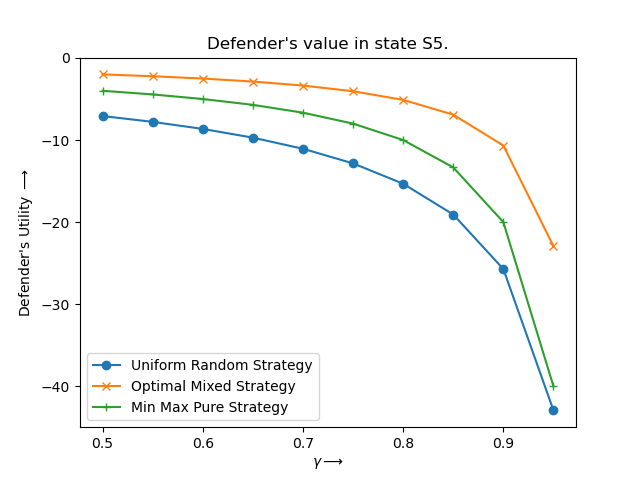 Defender's value in state S5.
Defender's Utility ⟶
0
−10
−20
−30
−40
Uniform Random Strategy
Optimal Mixed Strategy
Min Max Pure Strategy
0.5 0.6 0.7 0.8 0.9
γ⟶